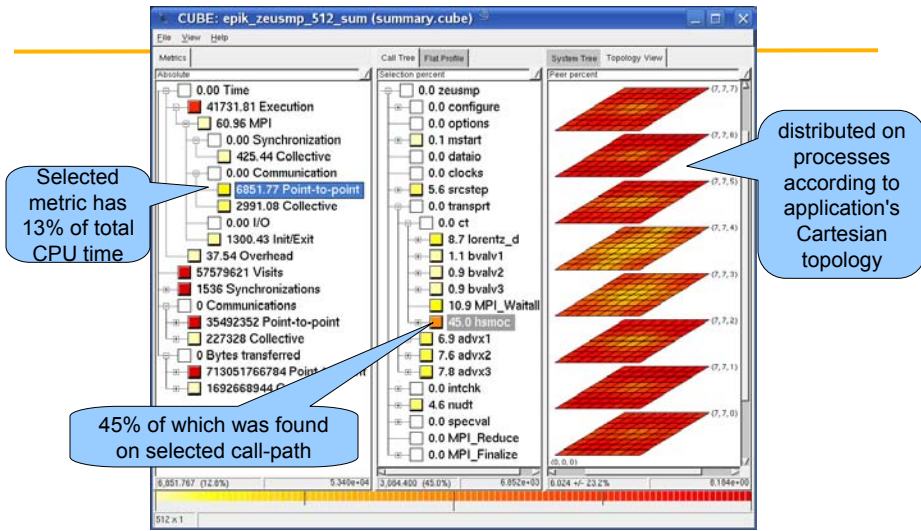 CUBE: epik_zeusmp_512_sum (summary.cube)
File View Help
Metrics
Absolute
0.00 Time
41731.81 Execution
60.96 MPI
0.00 Synchronization
425.44 Collective
0.00 Communication
6851.77 Point-to-point
2991.08 Collective
0.00 I/O
1300.43 Init/Exit
37.54 Overhead
57579621 Visits
1536 Synchronizations
0 Communications
35492352 Point-to-point
227328 Collective
0 Bytes transferred
713051766784
1692668944
6,851.767 (12.8%) 5.340e+04
Call Tree Flat Profile
Selection percent
0.0 zeusmp
0.0 configure
0.0 options
0.1 mstart
0.0 dataio
0.0 clocks
5.6 srcstep
0.0 transprt
0.0 ct
8.7 lorentz_d
1.1 bvalv1
0.9 bvalv2
0.9 bvalv3
10.9 MPI_Waitall
45.0 hsmoc
6.9 advx1
7.6 advx2
7.8 advx3
0.0 intchk
4.6 nudt
0.0 specval
0.0 MPI_Reduce
0.0 MPI_Finalize
3,084.400 (45.0%) 6.852e+03
System Tree Topology View
Peer percent
(7, 7, 7)
(7, 7, 6)
(7, 7, 5)
(7, 7, 4)
(7, 7, 3)
(7, 7, 2)
(7, 7, 1)
(7, 7, 0)
(0, 0, 0)
6.024 +/- 23.2% 8.184e+00
512 x 1
Selected
metric has
13% of total
CPU time
45% of which was found
on selected call-path
distributed on
processes
according to
application's
Cartesian
topology